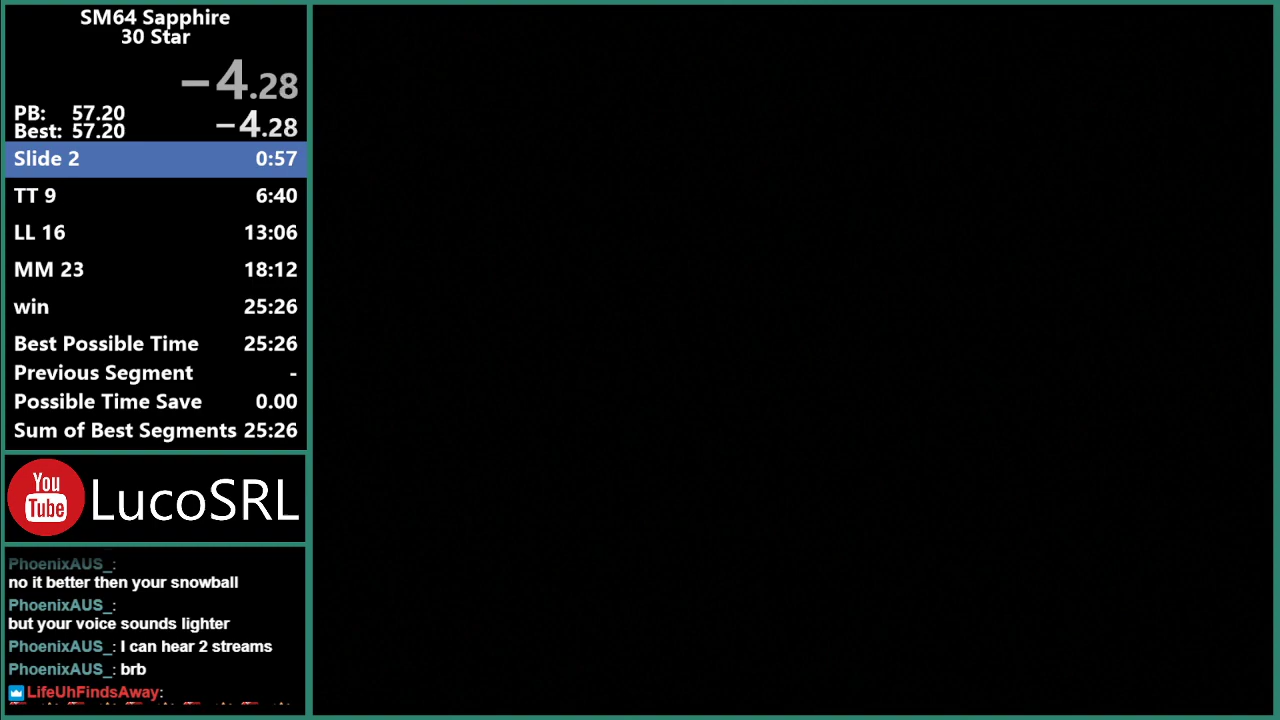 SM64 Sapphire
30 Star
−4.28
PB: 57.20
Best: 57.20 −4.28
Slide 2 0:57
TT 9 6:40
LL 16 13:06
MM 23 18:12
win 25:26
Best Possible Time 25:26
Previous Segment -
Possible Time Save 0.00
Sum of Best Segments 25:26
You
Tube
LucoSRL
PhoenixAUS_:
no it better then your snowball
PhoenixAUS_:
but your voice sounds lighter
PhoenixAUS_: I can hear 2 streams
PhoenixAUS_: brb
LifeUhFindsAway: